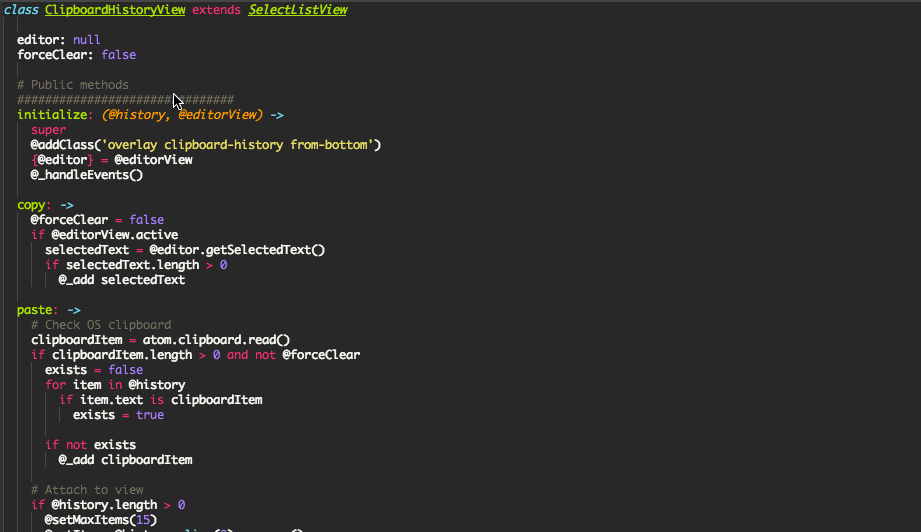 class ClipboardHistoryView extends SelectListView
editor: null
forceClear: false
# Public methods
###############################
initialize: (@history, @editorView) ->
super
@addClass('overlay clipboard-history from-bottom')
{@editor} = @editorView
@_handleEvents()
copy: ->
@forceClear = false
if @editorView.active
selectedText = @editor.getSelectedText()
if selectedText.length > 0
@_add selectedText
paste: ->
# Check OS clipboard
clipboardItem = atom.clipboard.read()
if clipboardItem.length > 0 and not @forceClear
exists = false
for item in @history
if item.text is clipboardItem
exists = true
if not exists
@_add clipboardItem
# Attach to view
if @history.length > 0
@setMaxItems(15)